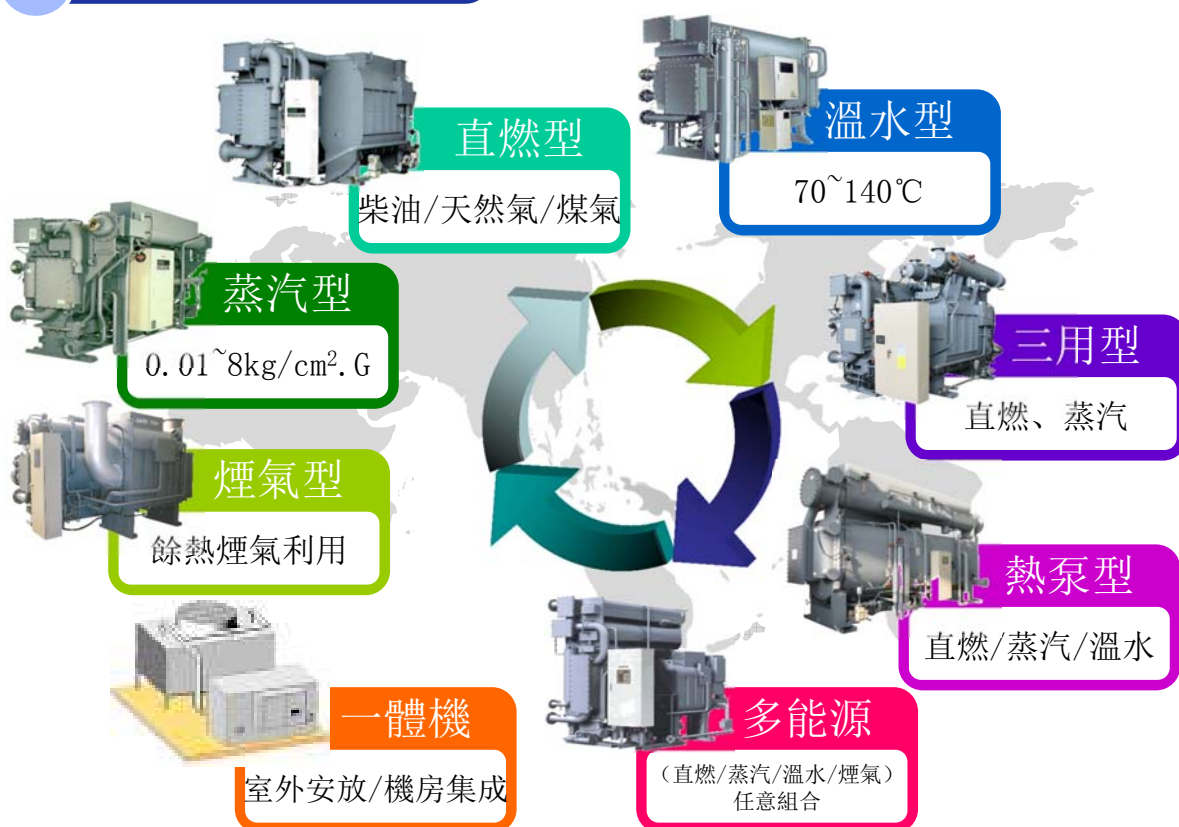 直燃型
柴油/天然氣/煤氣
溫水型
70~140℃
蒸汽型
0.01~8kg/cm².G
三用型
直燃、蒸汽
煙氣型
餘熱煙氣利用
熱泵型
直燃/蒸汽/溫水
一體機
室外安放/機房集成
多能源
（直燃/蒸汽/溫水/煙氣）
任意組合